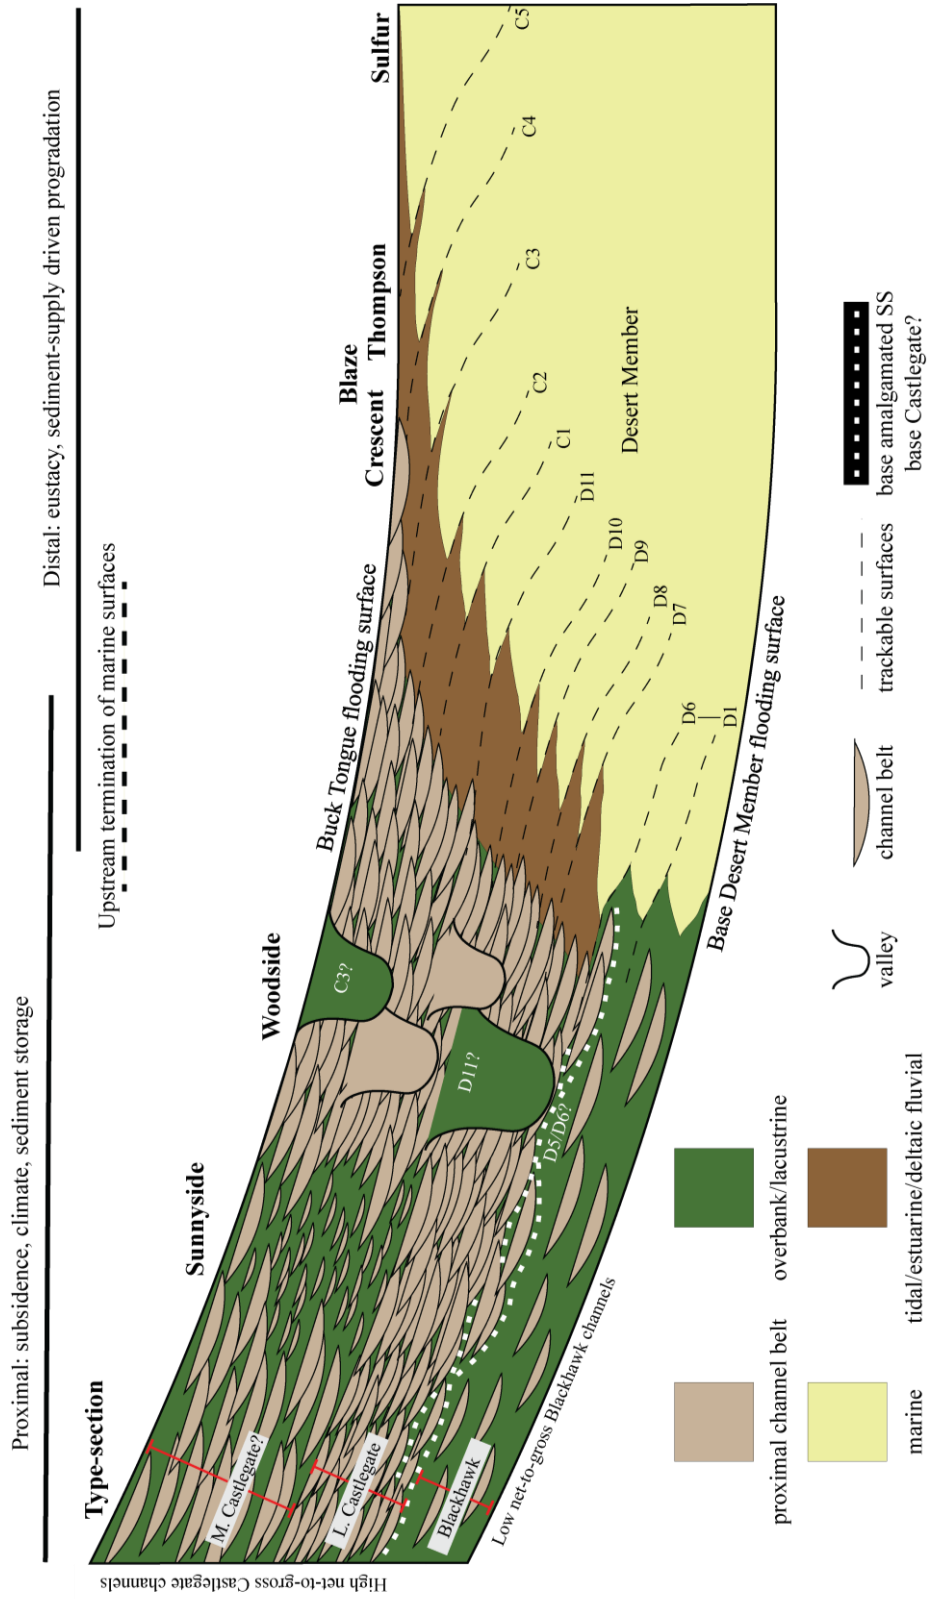 Proximal: subsidence, climate, sediment storage
Distal: eustacy, sediment-supply driven progradation
Upstream termination of marine surfaces
Type-section
Sunnyside
Woodside
Crescent
Blaze
Thompson
Sulfur
Buck Tongue flooding surface
High net-to-gross Castlegate channels
M. Castlegate?
L. Castlegate
Blackhawk
Low net-to-gross Blackhawk channels
C3?
D11?
D5/D6?
C5
C4
C3
C2
C1
D11
D10
D9
D8
D7
D6
D1
Desert Member
Base Desert Member flooding surface
proximal channel belt
overbank/lacustrine
valley
channel belt
trackable surfaces
base amalgamated SS
base Castlegate?
marine
tidal/estuarine/deltaic fluvial